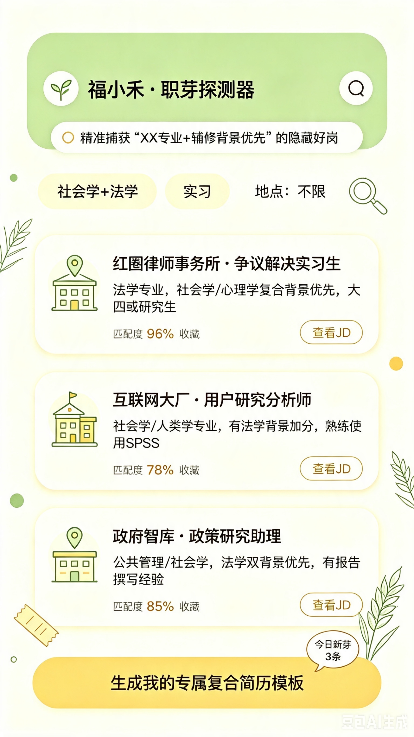 福小禾·职芽探测器
精准捕获“XX专业+辅修背景优先”的隐藏好岗
社会学+法学
实习
地点：不限
红圈律师事务所·争议解决实习生
法学专业，社会学/心理学复合背景优先，大
四或研究生
匹配度 96% 收藏
查看JD
互联网大厂·用户研究分析师
社会学/人类学专业，有法学背景加分，熟练使
用SPSS
匹配度 78% 收藏
查看JD
政府智库·政策研究助理
公共管理/社会学，法学双背景优先，有报告
撰写经验
匹配度 85% 收藏
查看JD
今日新芽
3条
生成我的专属复合简历模板